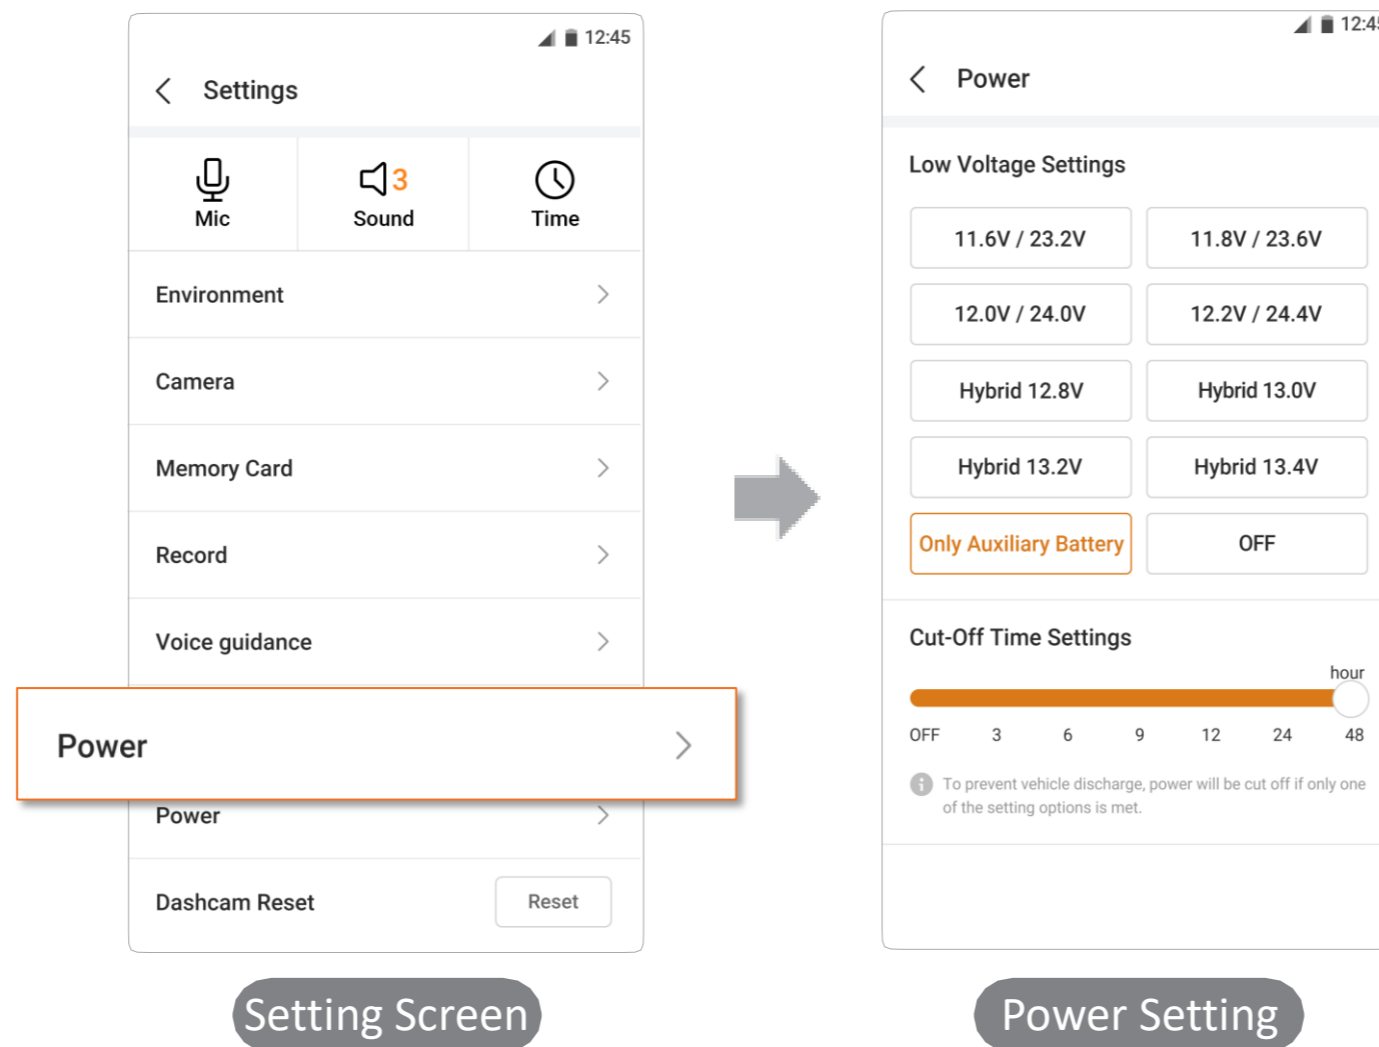 12:45
Settings
3
Mic
Sound
Time
Environment
Camera
Memory Card
Record
Voice guidance
Power
Power
Dashcam Reset
Reset
Setting Screen
12:45
Power
Low Voltage Settings
11.6V / 23.2V
11.8V / 23.6V
12.0V / 24.0V
12.2V / 24.4V
Hybrid 12.8V
Hybrid 13.0V
Hybrid 13.2V
Hybrid 13.4V
Only Auxiliary Battery
OFF
Cut-Off Time Settings
hour
OFF 3 6 9 12 24 48
To prevent vehicle discharge, power will be cut off if only one
of the setting options is met.
Power Setting